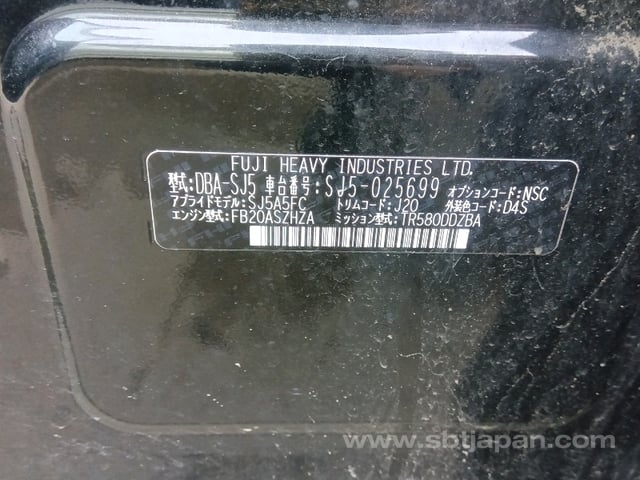 FUJI HEAVY INDUSTRIES LTD.
型式:DBA-SJ5 車台番号:SJ5-025699 オプションコード:NSC
アプライドモデル:SJ5A5FC トリムコード:J20 外装色コード:D4S
エンジン型式:FB20ASZHZA ミッション型式:TR580DDZBA
www.sbtjapan.com